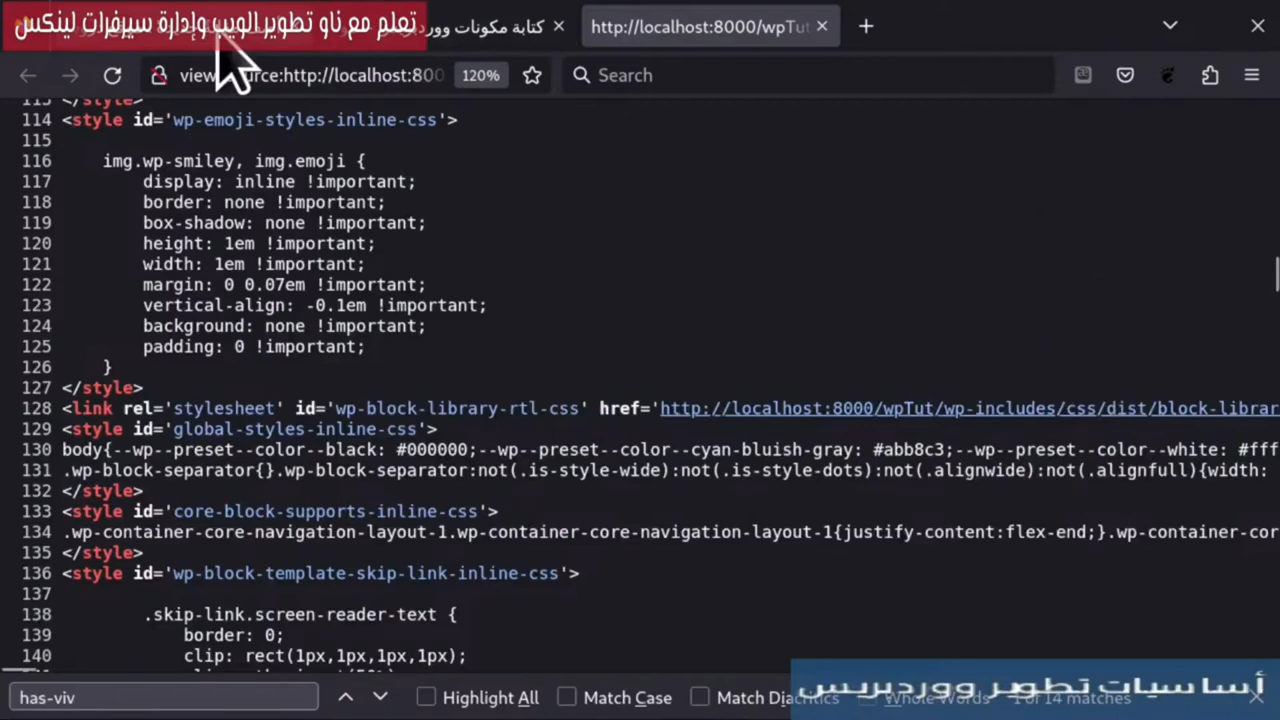 تعلم مع ناو تطوير الويب وإدارة سيرفرات لينكس
كتابة مكونات ووردبريس
http://localhost:8000/wpTut
view-source:http://localhost:800
120%
Search
113 </style>
114 <style id='wp-emoji-styles-inline-css'>
115
116 img.wp-smiley, img.emoji {
117 display: inline !important;
118 border: none !important;
119 box-shadow: none !important;
120 height: 1em !important;
121 width: 1em !important;
122 margin: 0 0.07em !important;
123 vertical-align: -0.1em !important;
124 background: none !important;
125 padding: 0 !important;
126 }
127 </style>
128 <link rel='stylesheet' id='wp-block-library-rtl-css' href='http://localhost:8000/wpTut/wp-includes/css/dist/block-librar
129 <style id='global-styles-inline-css'>
130 body{--wp--preset--color--black: #000000;--wp--preset--color--cyan-bluish-gray: #abb8c3;--wp--preset--color--white: #fff
131 .wp-block-separator{}.wp-block-separator:not(.is-style-wide):not(.is-style-dots):not(.alignwide):not(.alignfull){width:
132 </style>
133 <style id='core-block-supports-inline-css'>
134 .wp-container-core-navigation-layout-1.wp-container-core-navigation-layout-1{justify-content:flex-end;}.wp-container-cor
135 </style>
136 <style id='wp-block-template-skip-link-inline-css'>
137
138 .skip-link.screen-reader-text {
139 border: 0;
140 clip: rect(1px,1px,1px,1px);
has-viv
Highlight All
Match Case
Match Diacritics
Whole Words
1 of 14 matches
أساسيات تطوير ووردبريس